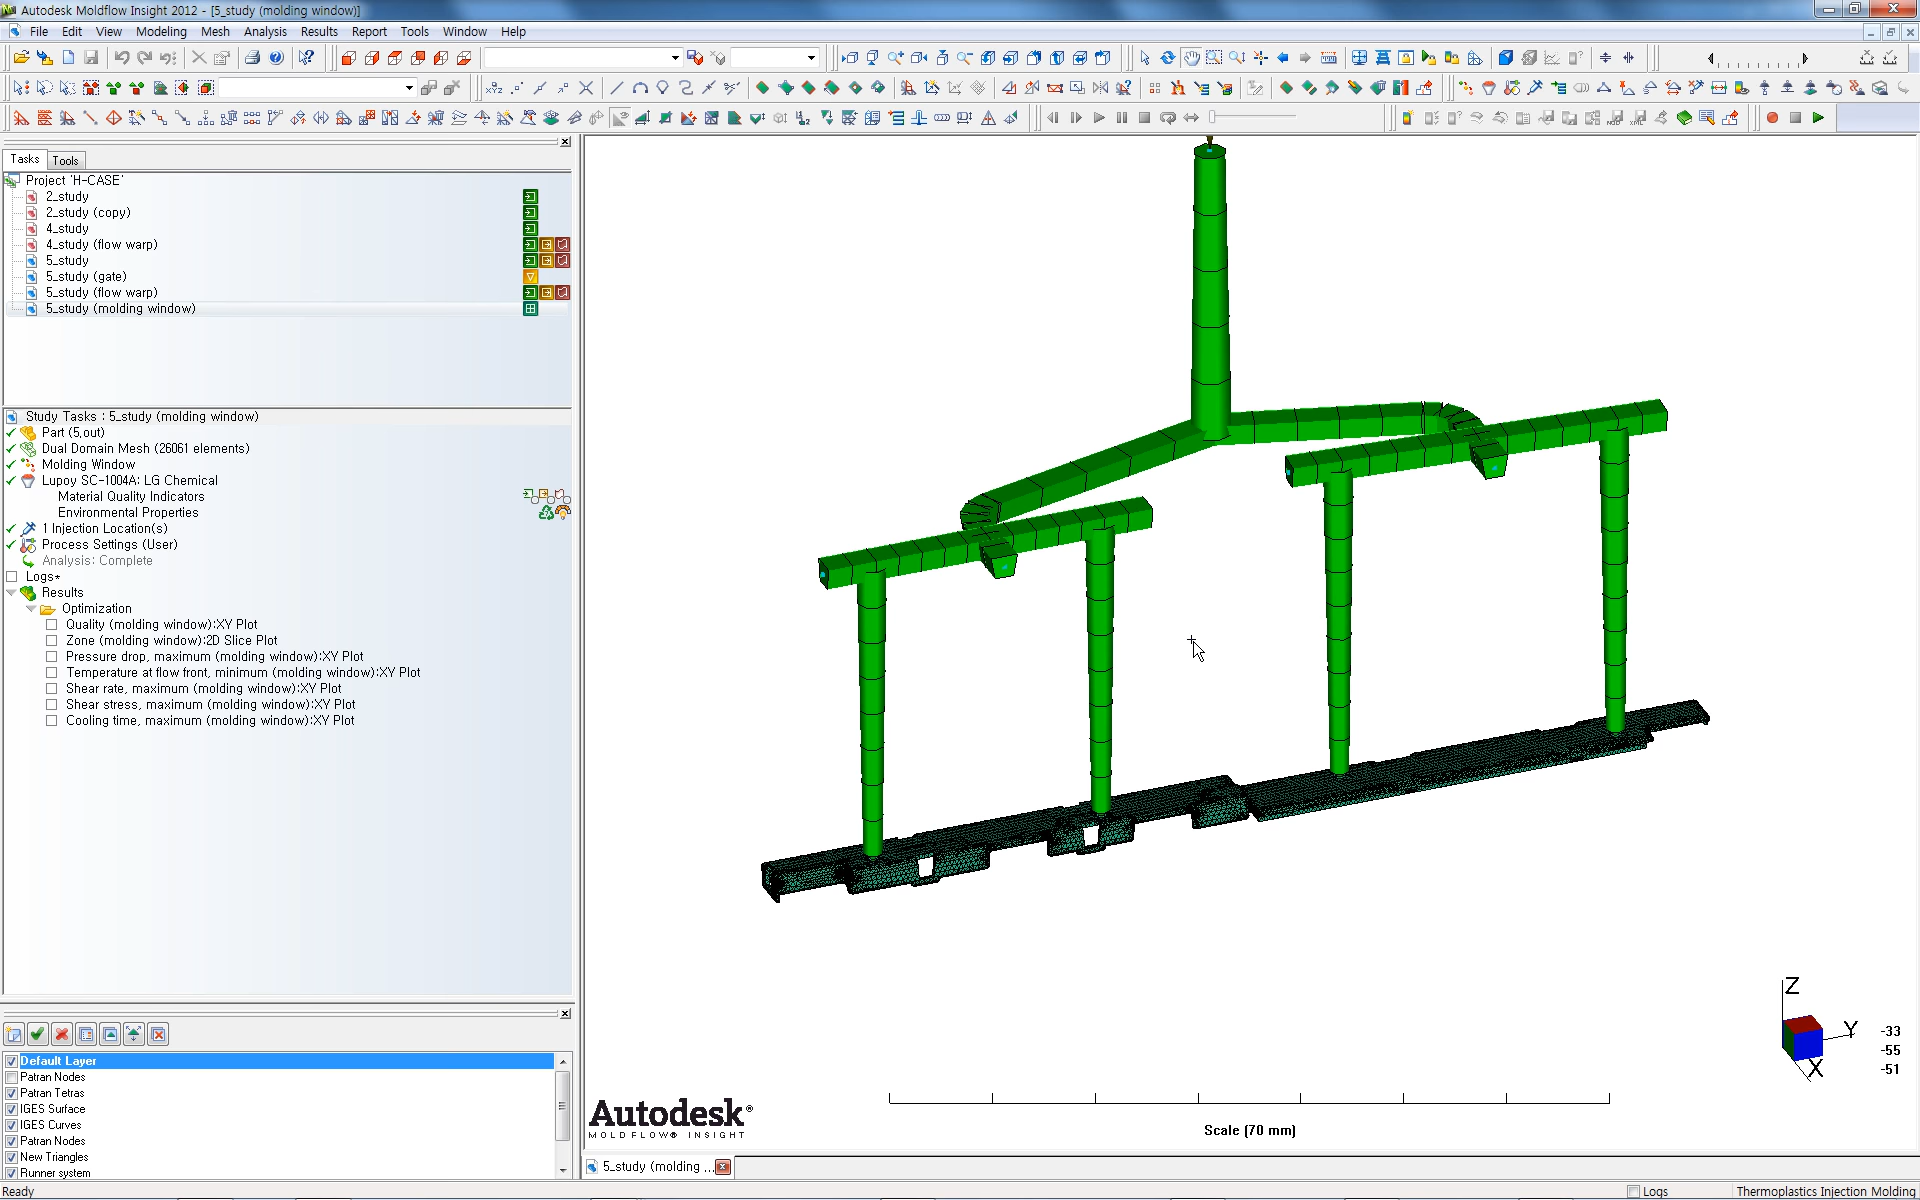 Autodesk Moldflow Insight 2012 - [5_study (molding window)]
File Edit View Modeling Mesh Analysis Results Report Tools Window Help
Tasks Tools
Project 'H-CASE'
2_study
2_study (copy)
4_study
4_study (flow warp)
5_study
5_study (gate)
5_study (flow warp)
5_study (molding window)
Study Tasks : 5_study (molding window)
Part (5.out)
Dual Domain Mesh (26061 elements)
Molding Window
Lupoy SC-1004A: LG Chemical
Material Quality Indicators
Environmental Properties
1 Injection Location(s)
Process Settings (User)
Analysis: Complete
Logs*
Results
Optimization
Quality (molding window):XY Plot
Zone (molding window):2D Slice Plot
Pressure drop, maximum (molding window):XY Plot
Temperature at flow front, minimum (molding window):XY Plot
Shear rate, maximum (molding window):XY Plot
Shear stress, maximum (molding window):XY Plot
Cooling time, maximum (molding window):XY Plot
Default Layer
Patran Nodes
Patran Tetras
IGES Surface
IGES Curves
Patran Nodes
New Triangles
Runner system
Z
Y
X
-33
-55
-51
Autodesk®
MOLDFLOW® INSIGHT
Scale (70 mm)
5_study (molding ...
Ready
Logs
Thermoplastics Injection Molding